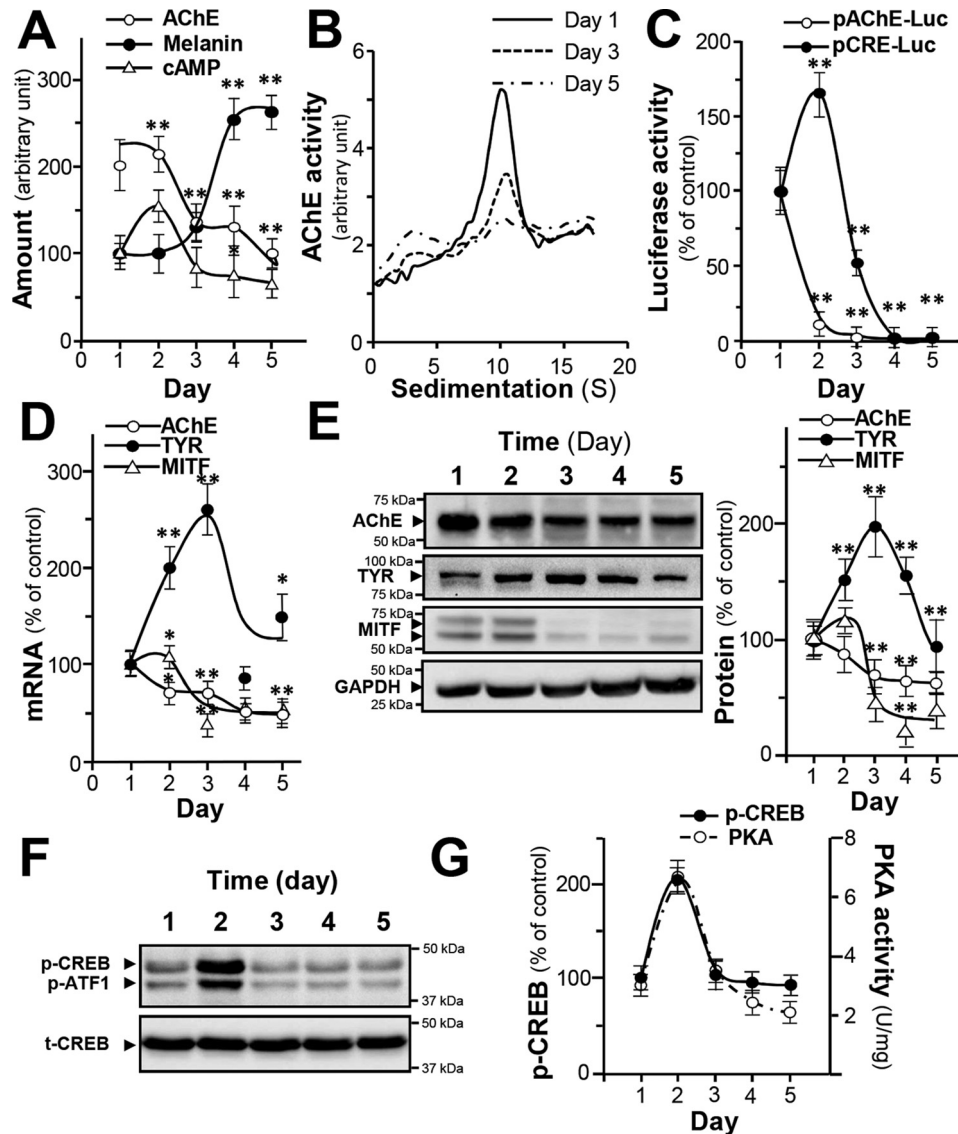 A
AChE
Melanin
cAMP
Amount (arbitrary unit)
300
200
100
0
** ** ** ** ** ** *
0 1 2 3 4 5
Day
B
Day 1
Day 3
Day 5
AChE activity
(arbitrary unit)
6
4
2
0
0 5 10 15 20
Sedimentation (S)
C
pAChE-Luc
pCRE-Luc
Luciferase activity
(% of control)
200
150
100
50
0
** ** ** ** ** **
0 1 2 3 4 5
Day
D
AChE
TYR
MITF
mRNA (% of control)
300
200
100
0
** ** * * * ** ** **
0 1 2 3 4 5
Day
E
Time (Day)
1 2 3 4 5
AChE
75 kDa
50 kDa
TYR
100 kDa
75 kDa
MITF
75 kDa
50 kDa
GAPDH
50 kDa
25 kDa
AChE
TYR
MITF
Protein (% of control)
200
100
0
** ** ** ** ** ** **
1 2 3 4 5
Day
F
Time (day)
1 2 3 4 5
p-CREB
p-ATF1
50 kDa
37 kDa
t-CREB
50 kDa
37 kDa
G
p-CREB
PKA
p-CREB (% of control)
200
100
0
8
6
4
2
PKA activity (U/mg)
1 2 3 4 5
Day